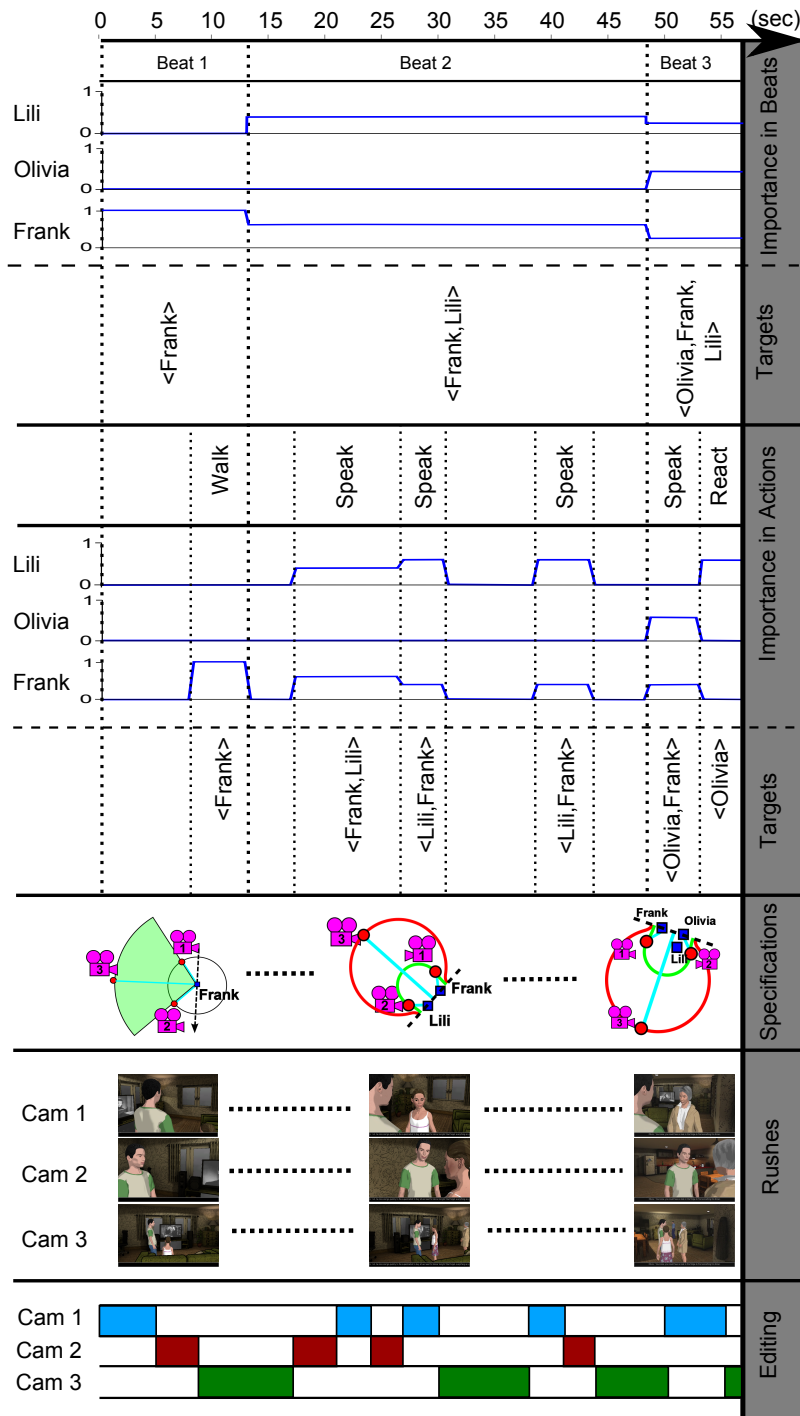 0 5 10 15 20 25 30 35 40 45 50 55 (sec)
Beat 1 Beat 2 Beat 3
Importance in Beats
1
Lili
0
1
Olivia
0
1
Frank
0
<Frank>
<Frank,Lili>
<Olivia,Frank,
Lili>
Targets
Walk
Speak
Speak
Speak
Speak
React
Importance in Actions
1
Lili
0
1
Olivia
0
1
Frank
0
<Frank>
<Frank,Lili>
<Lili,Frank>
<Lili,Frank>
<Olivia,Frank>
<Olivia>
Targets
1
3
Frank
2
3
1
Frank
2
Lili
Frank
Olivia
1
Lili
2
3
Specifications
Cam 1
Cam 2
Cam 3
Rushes
Cam 1
Cam 2
Cam 3
Editing